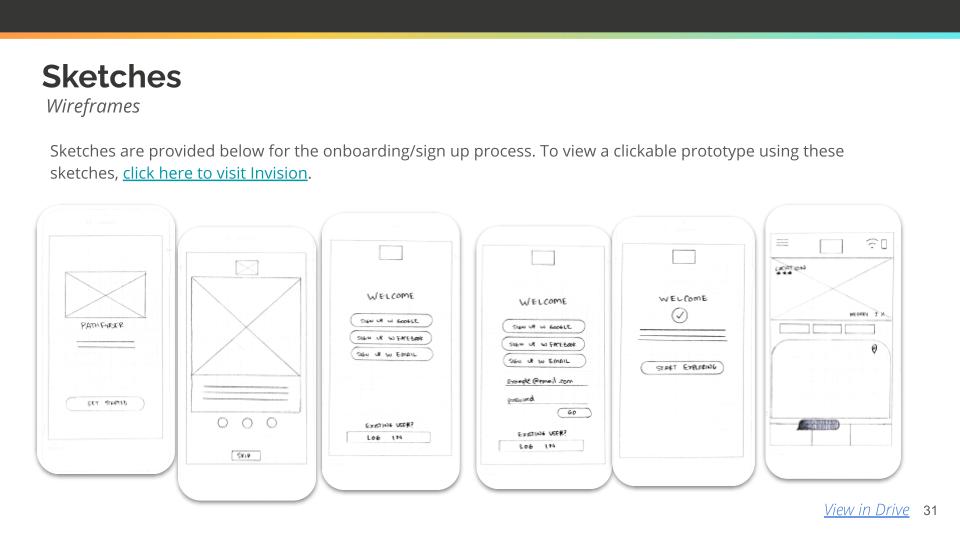 Sketches
Wireframes
Sketches are provided below for the onboarding/sign up process. To view a clickable prototype using these
sketches, click here to visit Invision.
PATHFINDER
GET STARTED
SKIP
WELCOME
SIGN UP W GOOGLE
SIGN UP W FACEBOOK
SIGN UP W EMAIL
EXISTING USER?
LOG IN
WELCOME
SIGN UP W GOOGLE
SIGN UP W FACEBOOK
SIGN UP W EMAIL
example@email.com
password
GO
EXISTING USER?
LOG IN
WELCOME
START EXPLORING
LOCATION
View in Drive
31